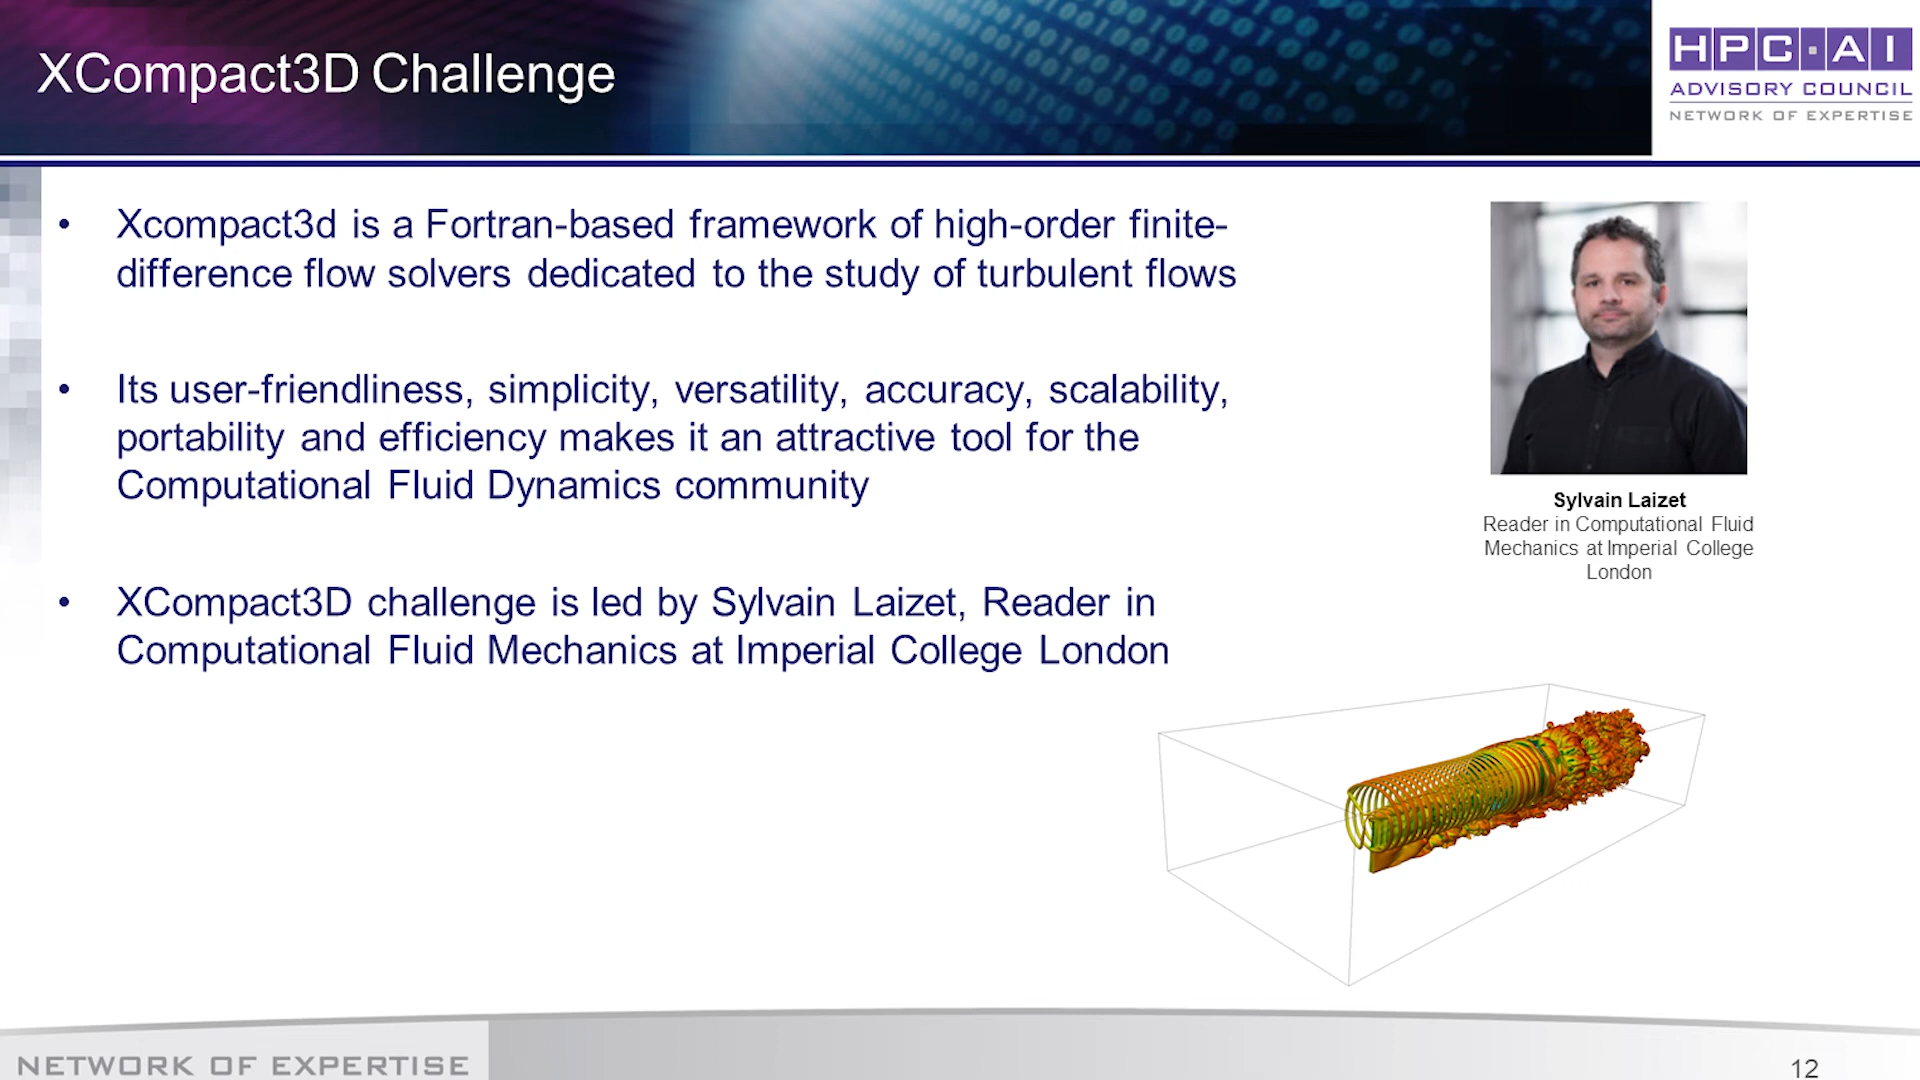 XCompact3D Challenge
HPC·AI
ADVISORY COUNCIL
NETWORK OF EXPERTISE
• Xcompact3d is a Fortran-based framework of high-order finite-
difference flow solvers dedicated to the study of turbulent flows
• Its user-friendliness, simplicity, versatility, accuracy, scalability,
portability and efficiency makes it an attractive tool for the
Computational Fluid Dynamics community
• XCompact3D challenge is led by Sylvain Laizet, Reader in
Computational Fluid Mechanics at Imperial College London
Sylvain Laizet
Reader in Computational Fluid
Mechanics at Imperial College
London
NETWORK OF EXPERTISE
12